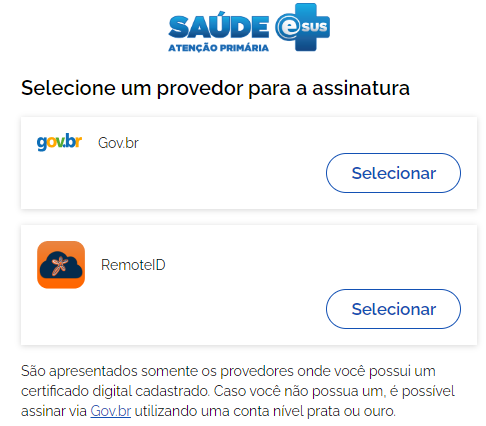 SAÚDE
e SUS
ATENÇÃO PRIMÁRIA
Selecione um provedor para a assinatura
gov.br Gov.br
Selecionar
RemoteID
Selecionar
São apresentados somente os provedores onde você possui um
certificado digital cadastrado. Caso você não possua um, é possível
assinar via Gov.br utilizando uma conta nível prata ou ouro.